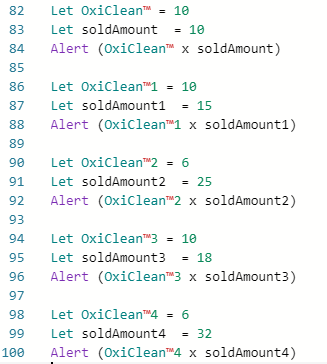 82 Let OxiClean™ = 10
83 Let soldAmount = 10
84 Alert (OxiClean™ x soldAmount)
85
86 Let OxiClean™1 = 10
87 Let soldAmount1 = 15
88 Alert (OxiClean™1 x soldAmount1)
89
90 Let OxiClean™2 = 6
91 Let soldAmount2 = 25
92 Alert (OxiClean™2 x soldAmount2)
93
94 Let OxiClean™3 = 10
95 Let soldAmount3 = 18
96 Alert (OxiClean™3 x soldAmount3)
97
98 Let OxiClean™4 = 6
99 Let soldAmount4 = 32
100 Alert (OxiClean™4 x soldAmount4)